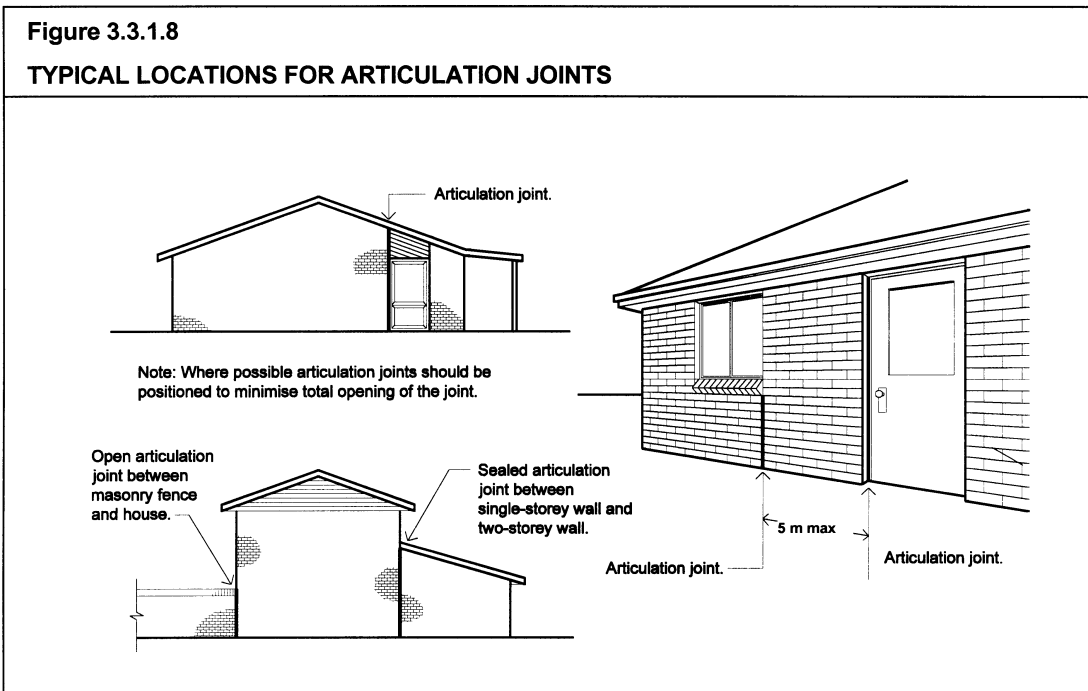 Figure 3.3.1.8
TYPICAL LOCATIONS FOR ARTICULATION JOINTS
Articulation joint.
Note: Where possible articulation joints should be
positioned to minimise total opening of the joint.
Open articulation
joint between
masonry fence
and house.
Sealed articulation
joint between
single-storey wall and
two-storey wall.
5 m max
Articulation joint.
Articulation joint.